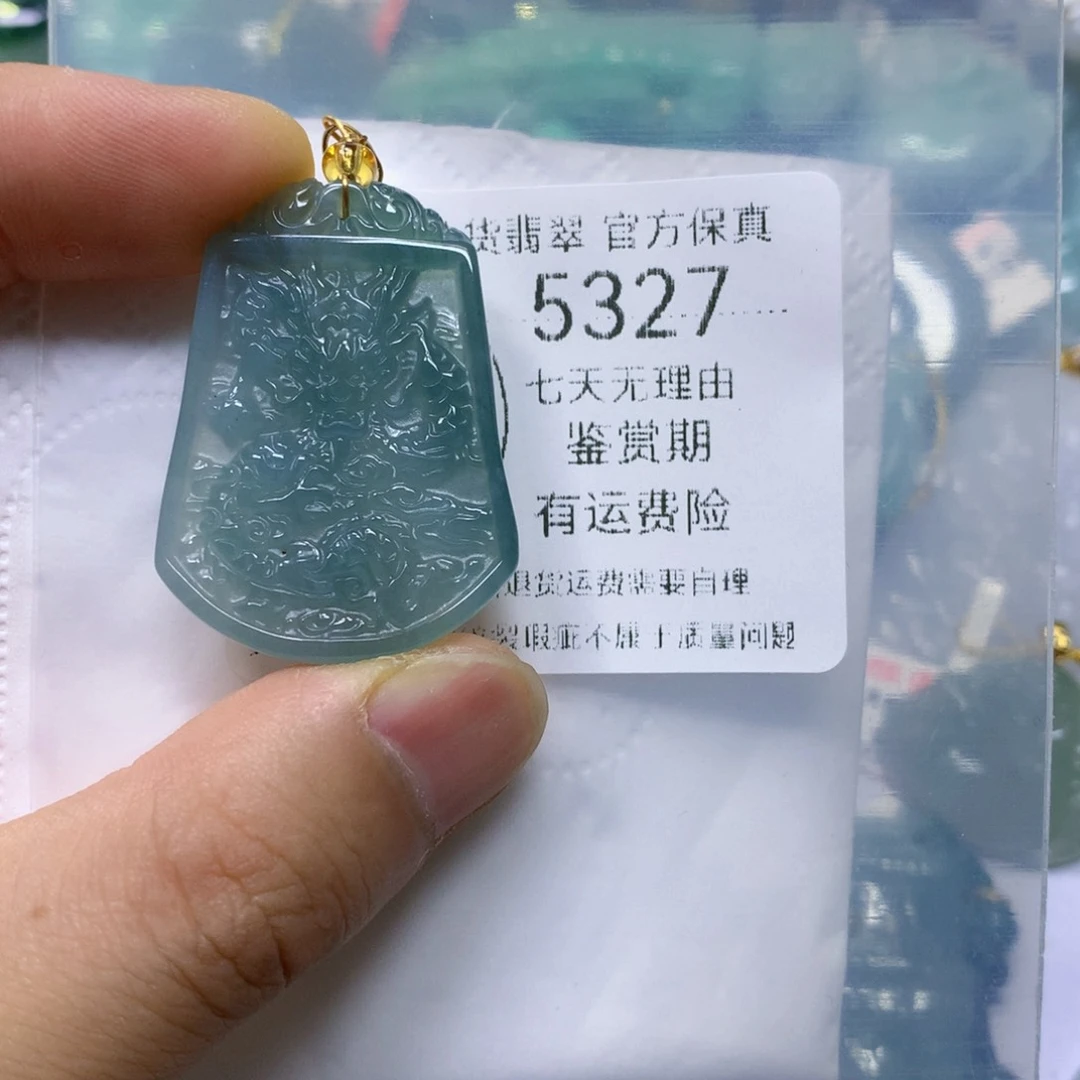 货翡翠 官方保真
5327
七天无理由
鉴赏期
有运费险
退货运费需要自理
裂瑕疵不属于质量问题